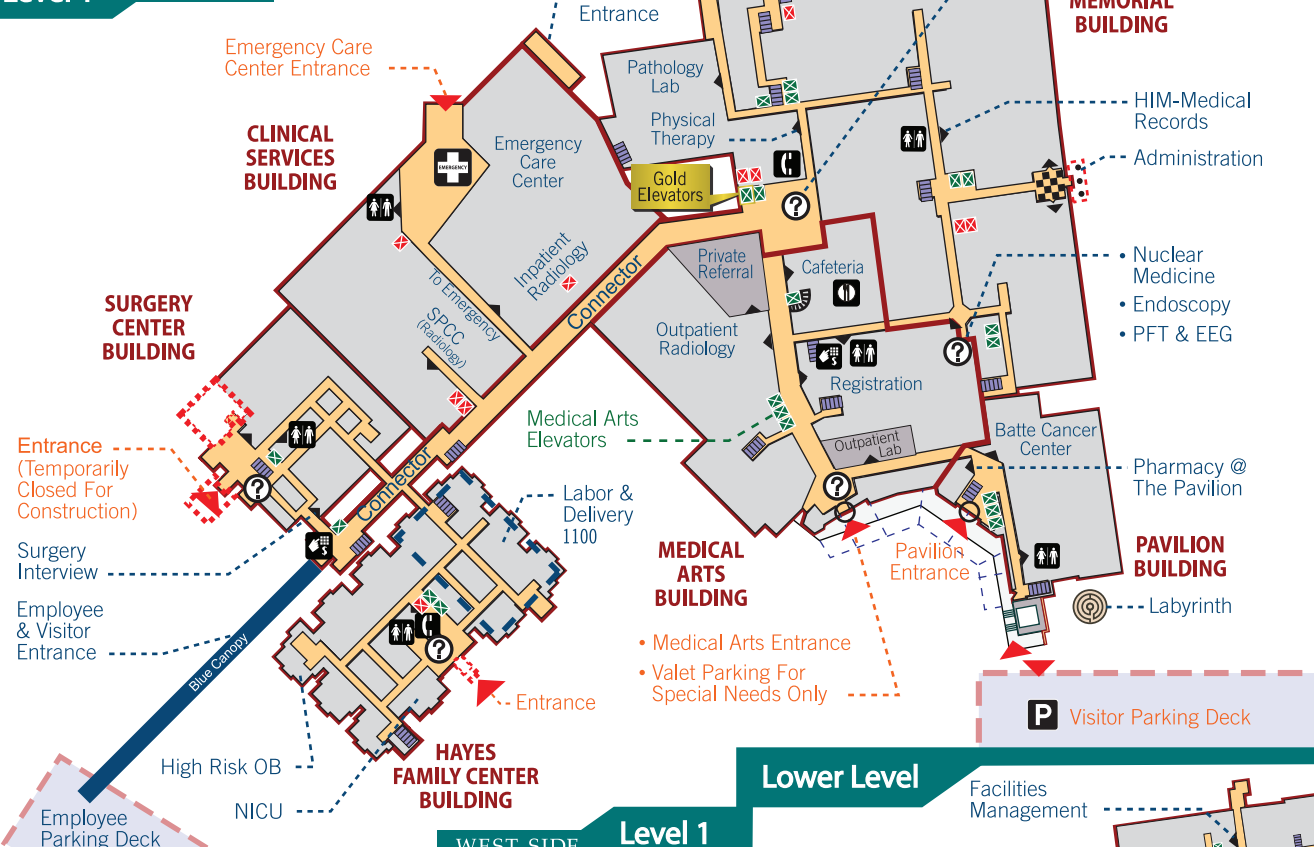 Entrance
MEMORIAL
BUILDING
Emergency Care
Center Entrance
CLINICAL
SERVICES
BUILDING
EMERGENCY
Emergency
Care
Center
Pathology
Lab
Physical
Therapy
Gold
Elevators
?
HIM-Medical
Records
Administration
• Nuclear
Medicine
• Endoscopy
• PFT & EEG
Private
Referral
Cafeteria
Inpatient
Radiology
Connector
To Emergency
SPCC
(Radiology)
Outpatient
Radiology
?
Registration
SURGERY
CENTER
BUILDING
Medical Arts
Elevators
Outpatient
Lab
Batte Cancer
Center
Entrance
(Temporarily
Closed For
Construction)
?
Connector
Labor &
Delivery
1100
?
Pharmacy @
The Pavilion
Surgery
Interview
$
MEDICAL
ARTS
BUILDING
Pavilion
Entrance
PAVILION
BUILDING
Labyrinth
Employee
& Visitor
Entrance
Blue Canopy
?
• Medical Arts Entrance
• Valet Parking For
Special Needs Only
Entrance
P
Visitor Parking Deck
High Risk OB
NICU
HAYES
FAMILY CENTER
BUILDING
Employee
Parking Deck
Lower Level
Facilities
Management
Level 1
WEST SIDE